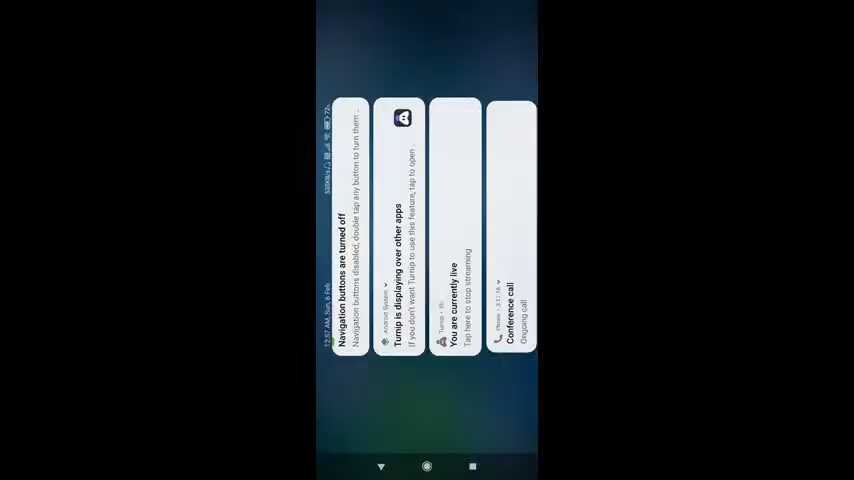 12:57 AM, Sun, 6 Feb
Navigation buttons are turned off
Navigation buttons disabled, double tap any button to turn them ..
Android System
Turnip is displaying over other apps
If you don't want Turnip to use this feature, tap to open ..
Turnip • 1h
You are currently live
Tap here to stop streaming
Phone •
Conference call
Ongoing call